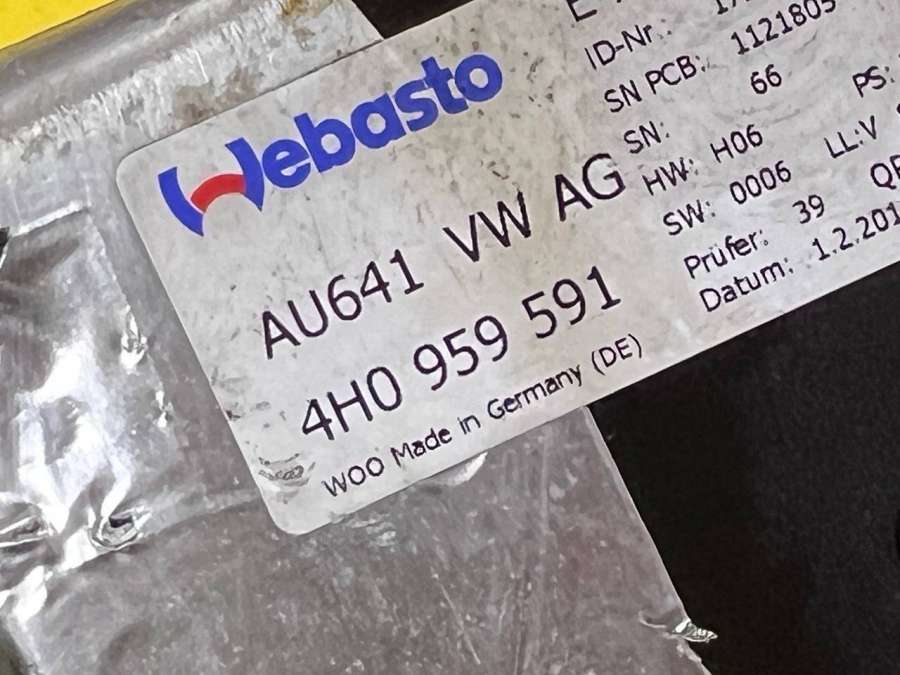 Webasto
AU641 VW AG
4H0 959 591
WOO Made in Germany (DE)
ID-Nr.:
SN PCB: 1121805
SN: 66 PS:
HW: H06
SW: 0006 LL:V
Prüfer: 39
Datum: 1.2.201